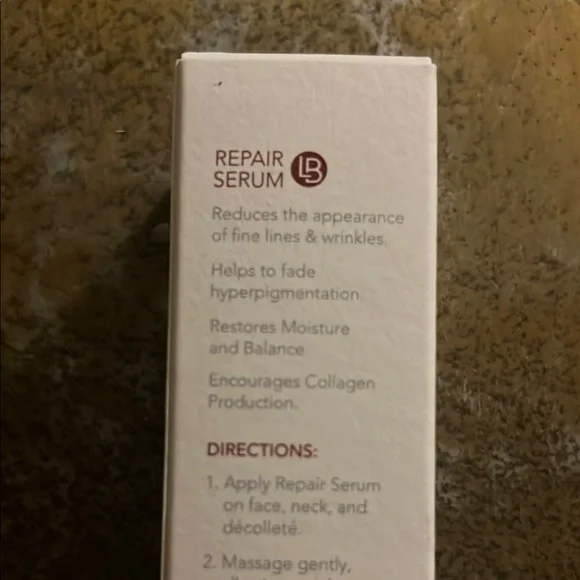 REPAIR LB
SERUM
Reduces the appearance
of fine lines & wrinkles.
Helps to fade
hyperpigmentation.
Restores Moisture
and Balance.
Encourages Collagen
Production.
DIRECTIONS:
1. Apply Repair Serum
on face, neck, and
décolleté.
2. Massage gently,